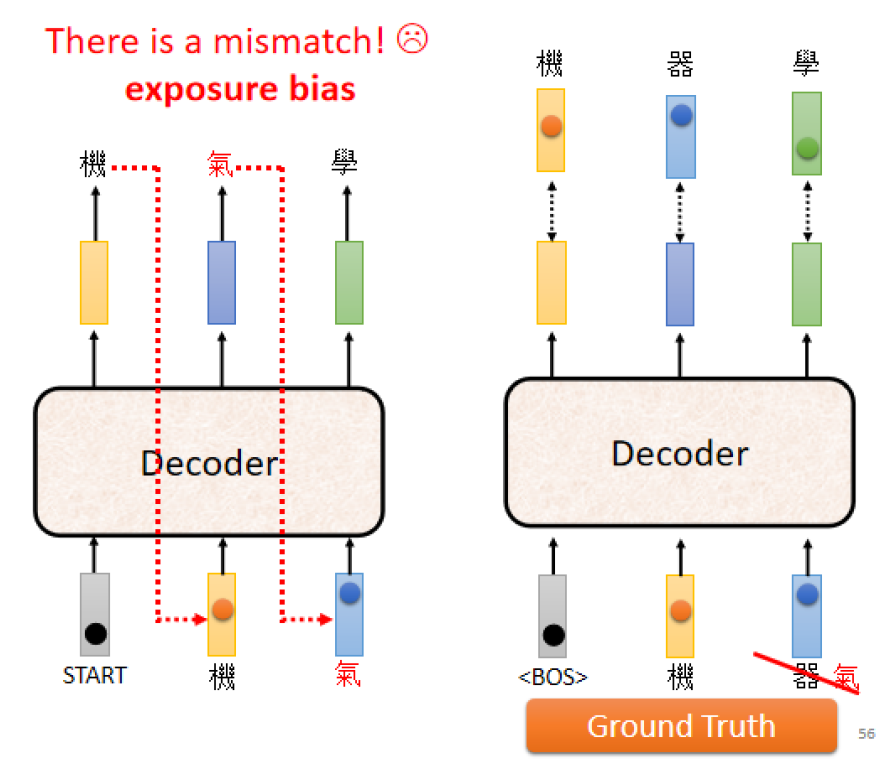 There is a mismatch! ☹
exposure bias
機 氣 學
Decoder
START 機 氣
機 器 學
Decoder
<BOS> 機 器 氣
Ground Truth
56